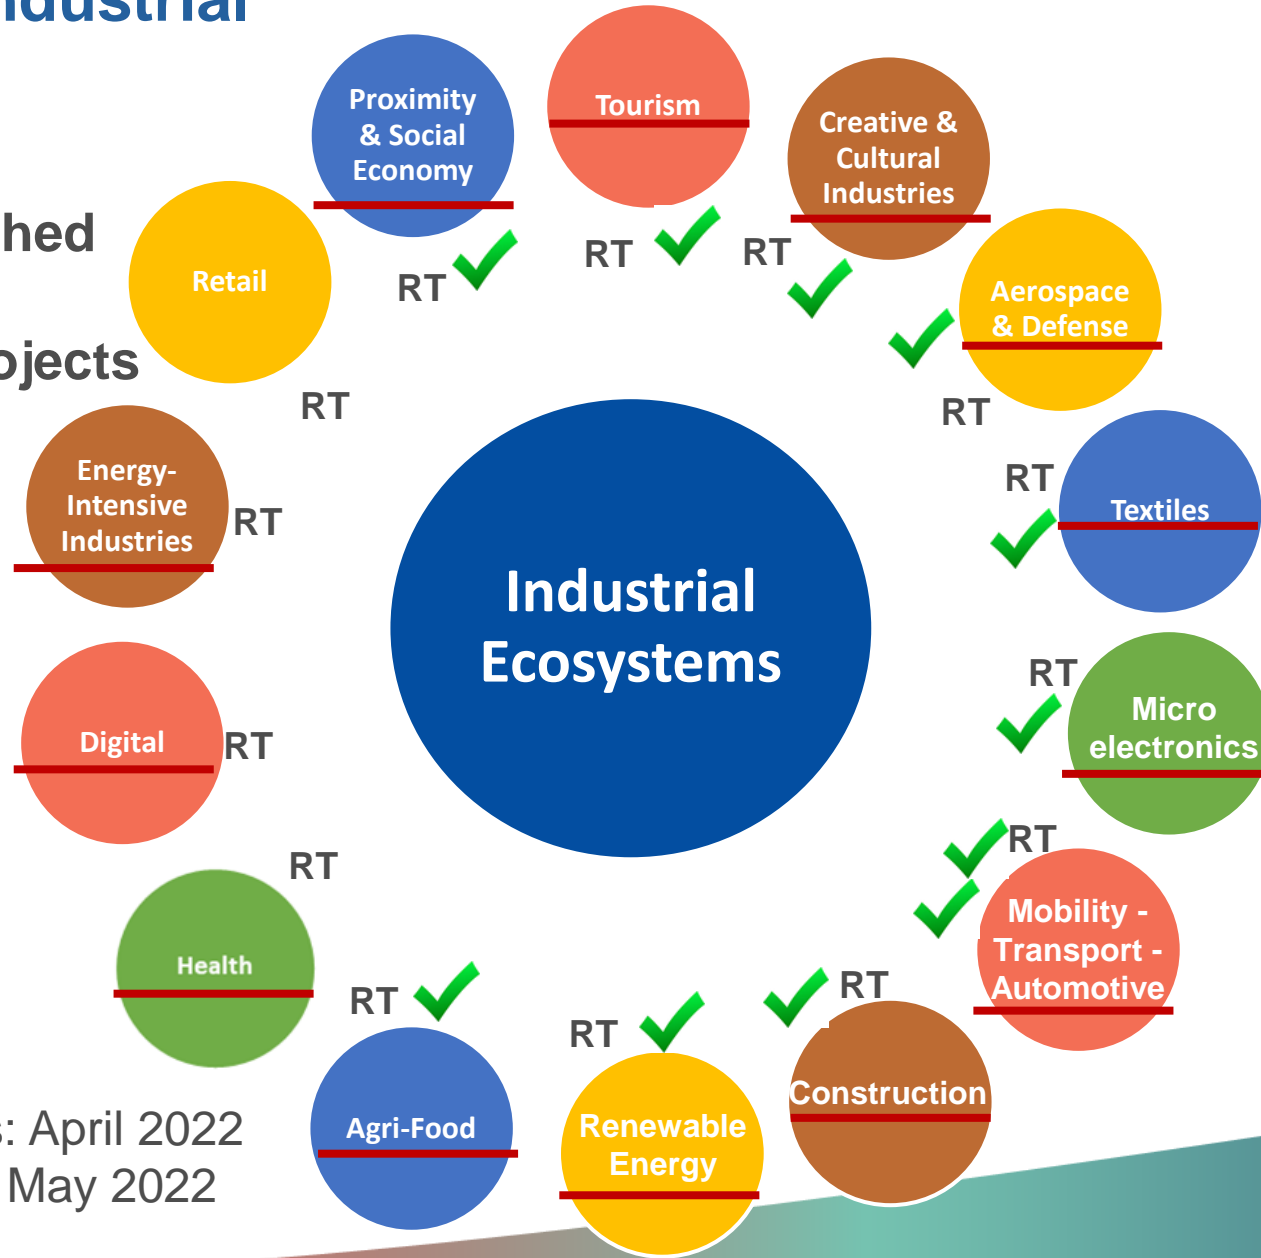 ndustrial
Tourism
Proximity
& Social
Economy
Creative &
Cultural
Industries
hed
RT
RT
RT
Retail
Aerospace
& Defense
ojects
RT
RT
Energy-
Intensive
Industries
RT
RT
Textiles
Industrial
Ecosystems
RT
Micro
electronics
Digital
RT
RT
RT
Mobility -
Transport -
Automotive
Health
RT
RT
RT
Construction
s: April 2022
May 2022
Agri-Food
Renewable
Energy